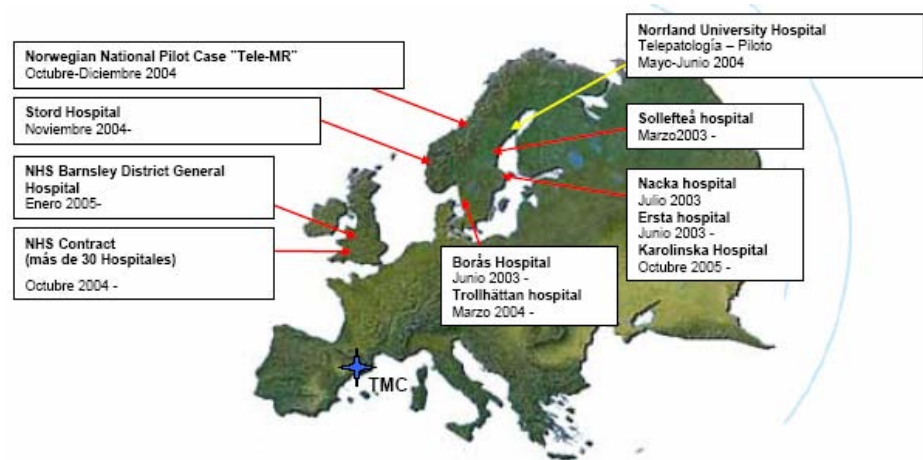 Norwegian National Pilot Case "Tele-MR"
Octubre-Diciembre 2004
Stord Hospital
Noviembre 2004-
NHS Barnsley District General
Hospital
Enero 2005-
NHS Contract
(más de 30 Hospitales)
Octubre 2004 -
Norrland University Hospital
Telepatología – Piloto
Mayo-Junio 2004
Sollefteå hospital
Marzo2003 -
Nacka hospital
Julio 2003
Ersta hospital
Junio 2003 -
Karolinska Hospital
Octubre 2005 -
Borås Hospital
Junio 2003 -
Trollhättan hospital
Marzo 2004 -
TMC